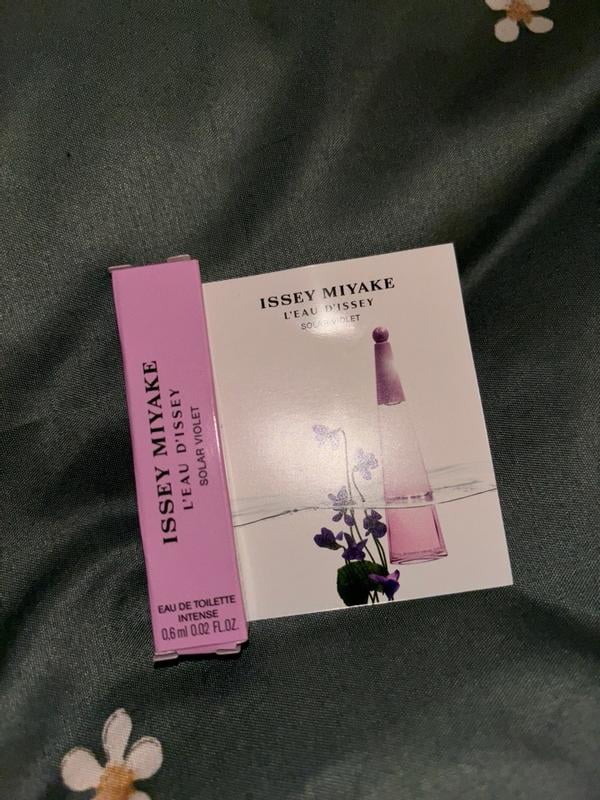 ISSEY MIYAKE
L'EAU D'ISSEY
SOLAR VIOLET
EAU DE TOILETTE
INTENSE
0,6 ml 0.02 FL.OZ.
ISSEY MIYAKE
L'EAU D'ISSEY
SOLAR VIOLET